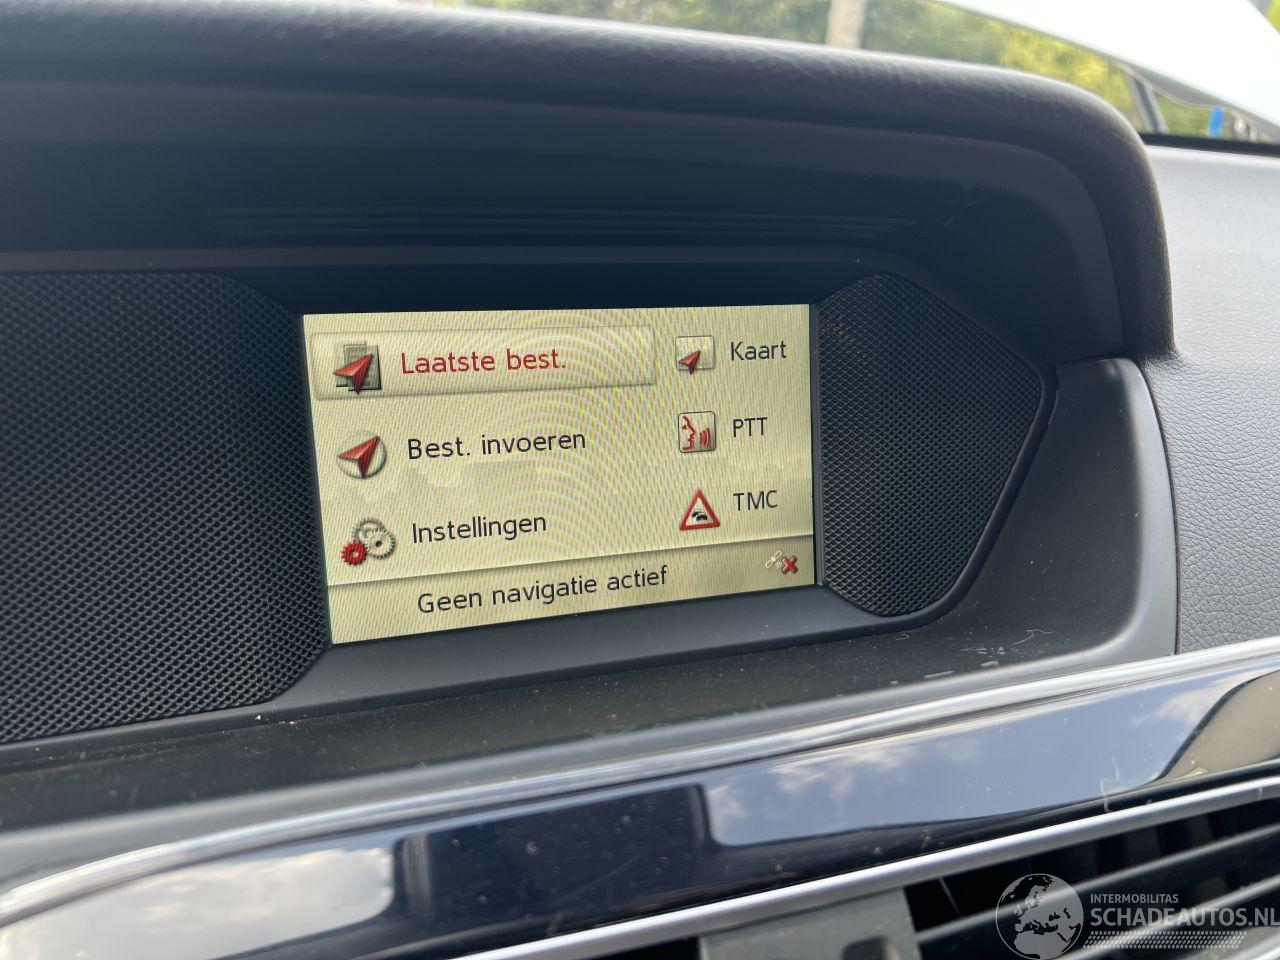 Laatste best.
Kaart
Best. invoeren
PTT
Instellingen
TMC
Geen navigatie actief
INTERMOBILITAS
SCHADEAUTOS.NL